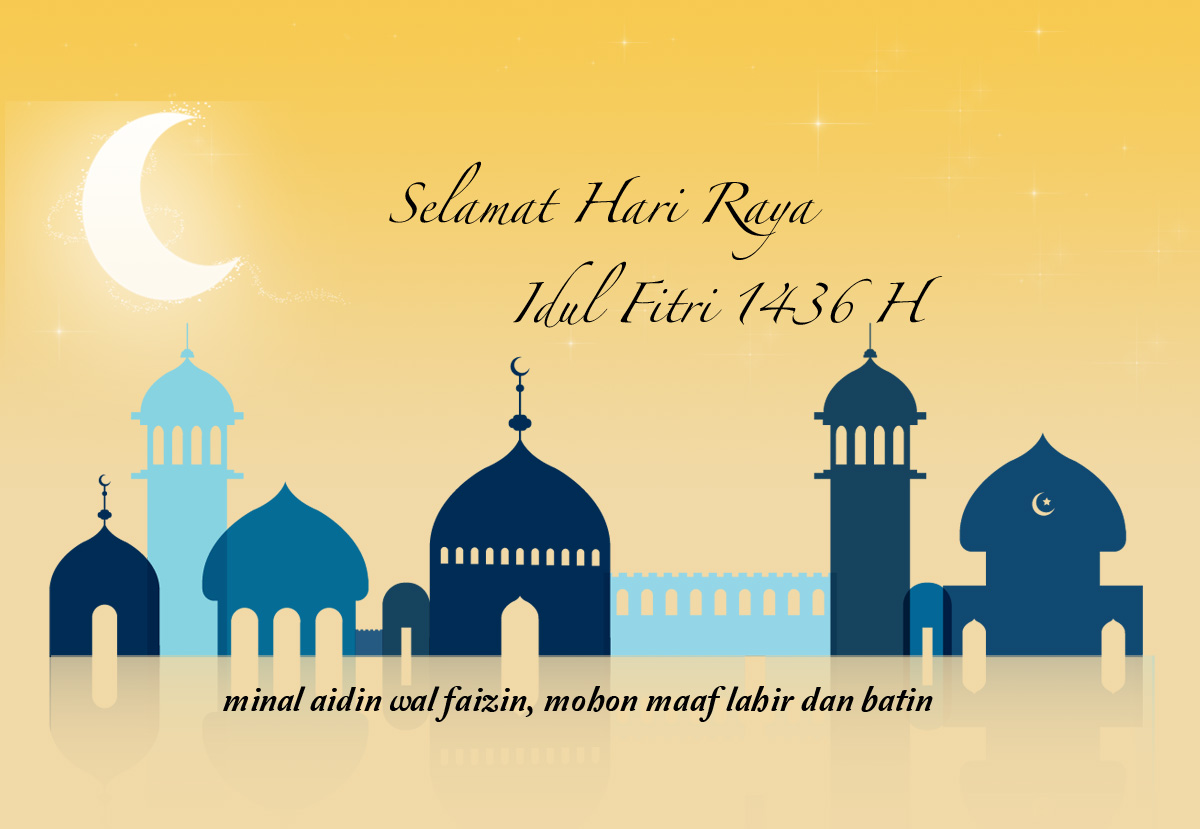 Selamat Hari Raya
Idul Fitri 1436 H
minal aidin wal faizin, mohon maaf lahir dan batin